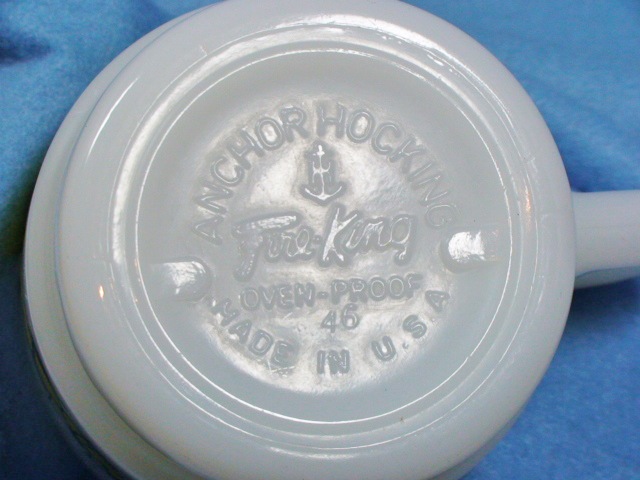 ANCHOR HOCKING
Fire-King
OVEN-PROOF
46
MADE IN U.S.A